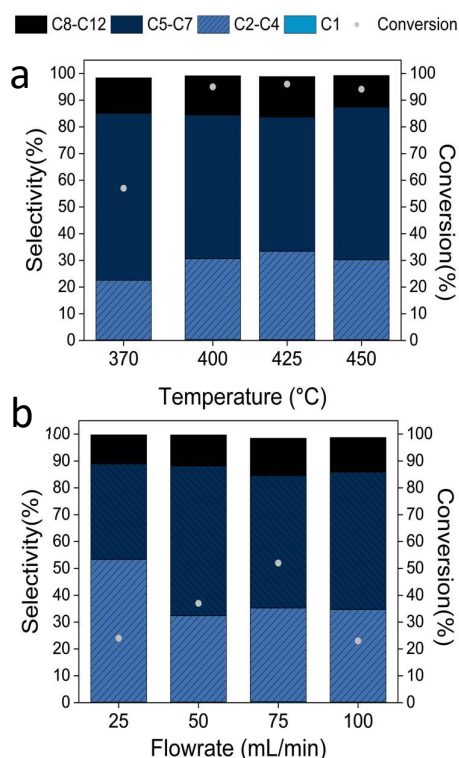 C8-C12 C5-C7 C2-C4 C1 Conversion
a
100 100
90 90
80 80
70 70
60 60
50 50
40 40
30 30
20 20
10 10
0 0
Selectivity(%)
Conversion(%)
370 400 425 450
Temperature (°C)
b
100 100
90 90
80 80
70 70
60 60
50 50
40 40
30 30
20 20
10 10
0 0
Selectivity(%)
Conversion(%)
25 50 75 100
Flowrate (mL/min)